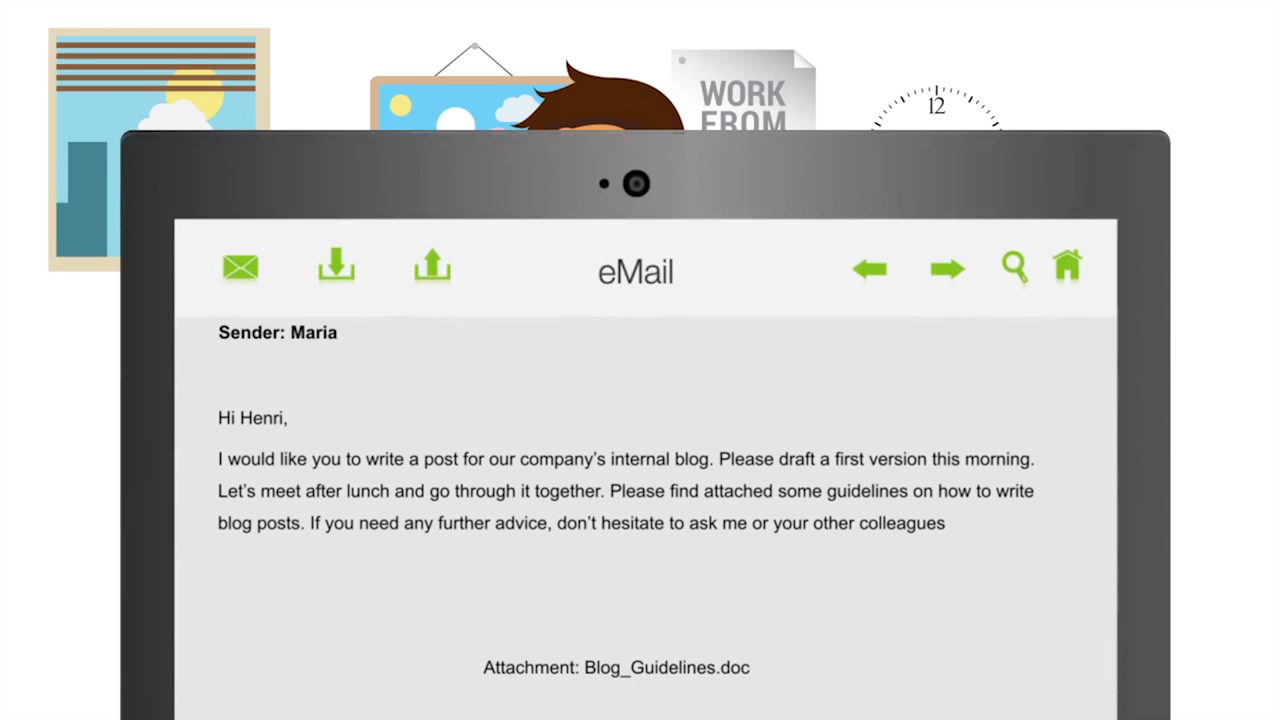 WORK
FROM
12
eMail
Sender: Maria
Hi Henri,
I would like you to write a post for our company’s internal blog. Please draft a first version this morning.
Let’s meet after lunch and go through it together. Please find attached some guidelines on how to write
blog posts. If you need any further advice, don’t hesitate to ask me or your other colleagues
Attachment: Blog_Guidelines.doc